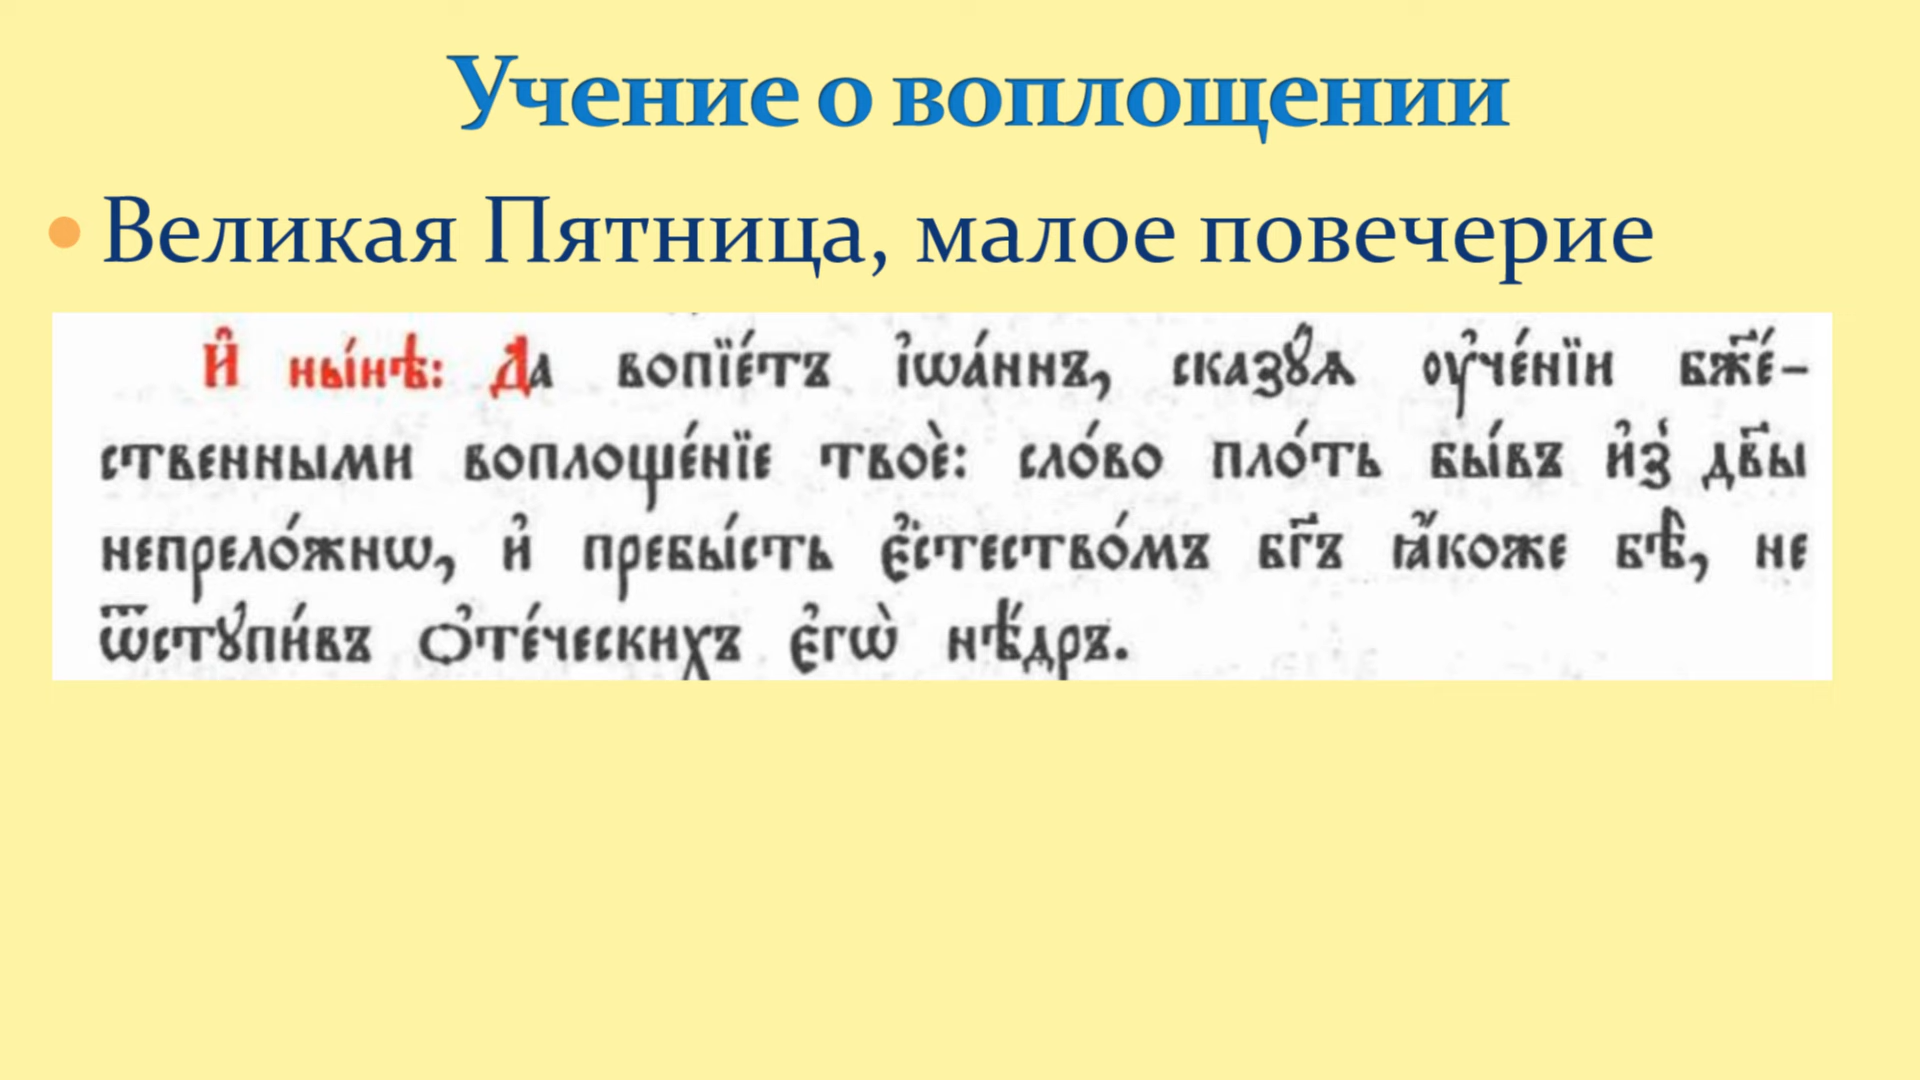 Учение о воплощении
• Великая Пятница, малое повечерие
И҆̑ ны́нѣ: Да вопїе́тъ і҆ѡа́ннъ, сказꙋ́ѧ оу҆че́нїи бж҃е́-
ственными воплоще́нїе твоѐ: сло́во пло́ть бы́въ и҆з̾ дв҃ы
непрело́жнѡ, и҆ пребы́сть є҆стество́мъ бг҃ъ ꙗ҆́коже бѣ̑, не
ѿстꙋпи́въ ѻ҆те́ческихъ є҆гѡ̀ нѣ́дръ.